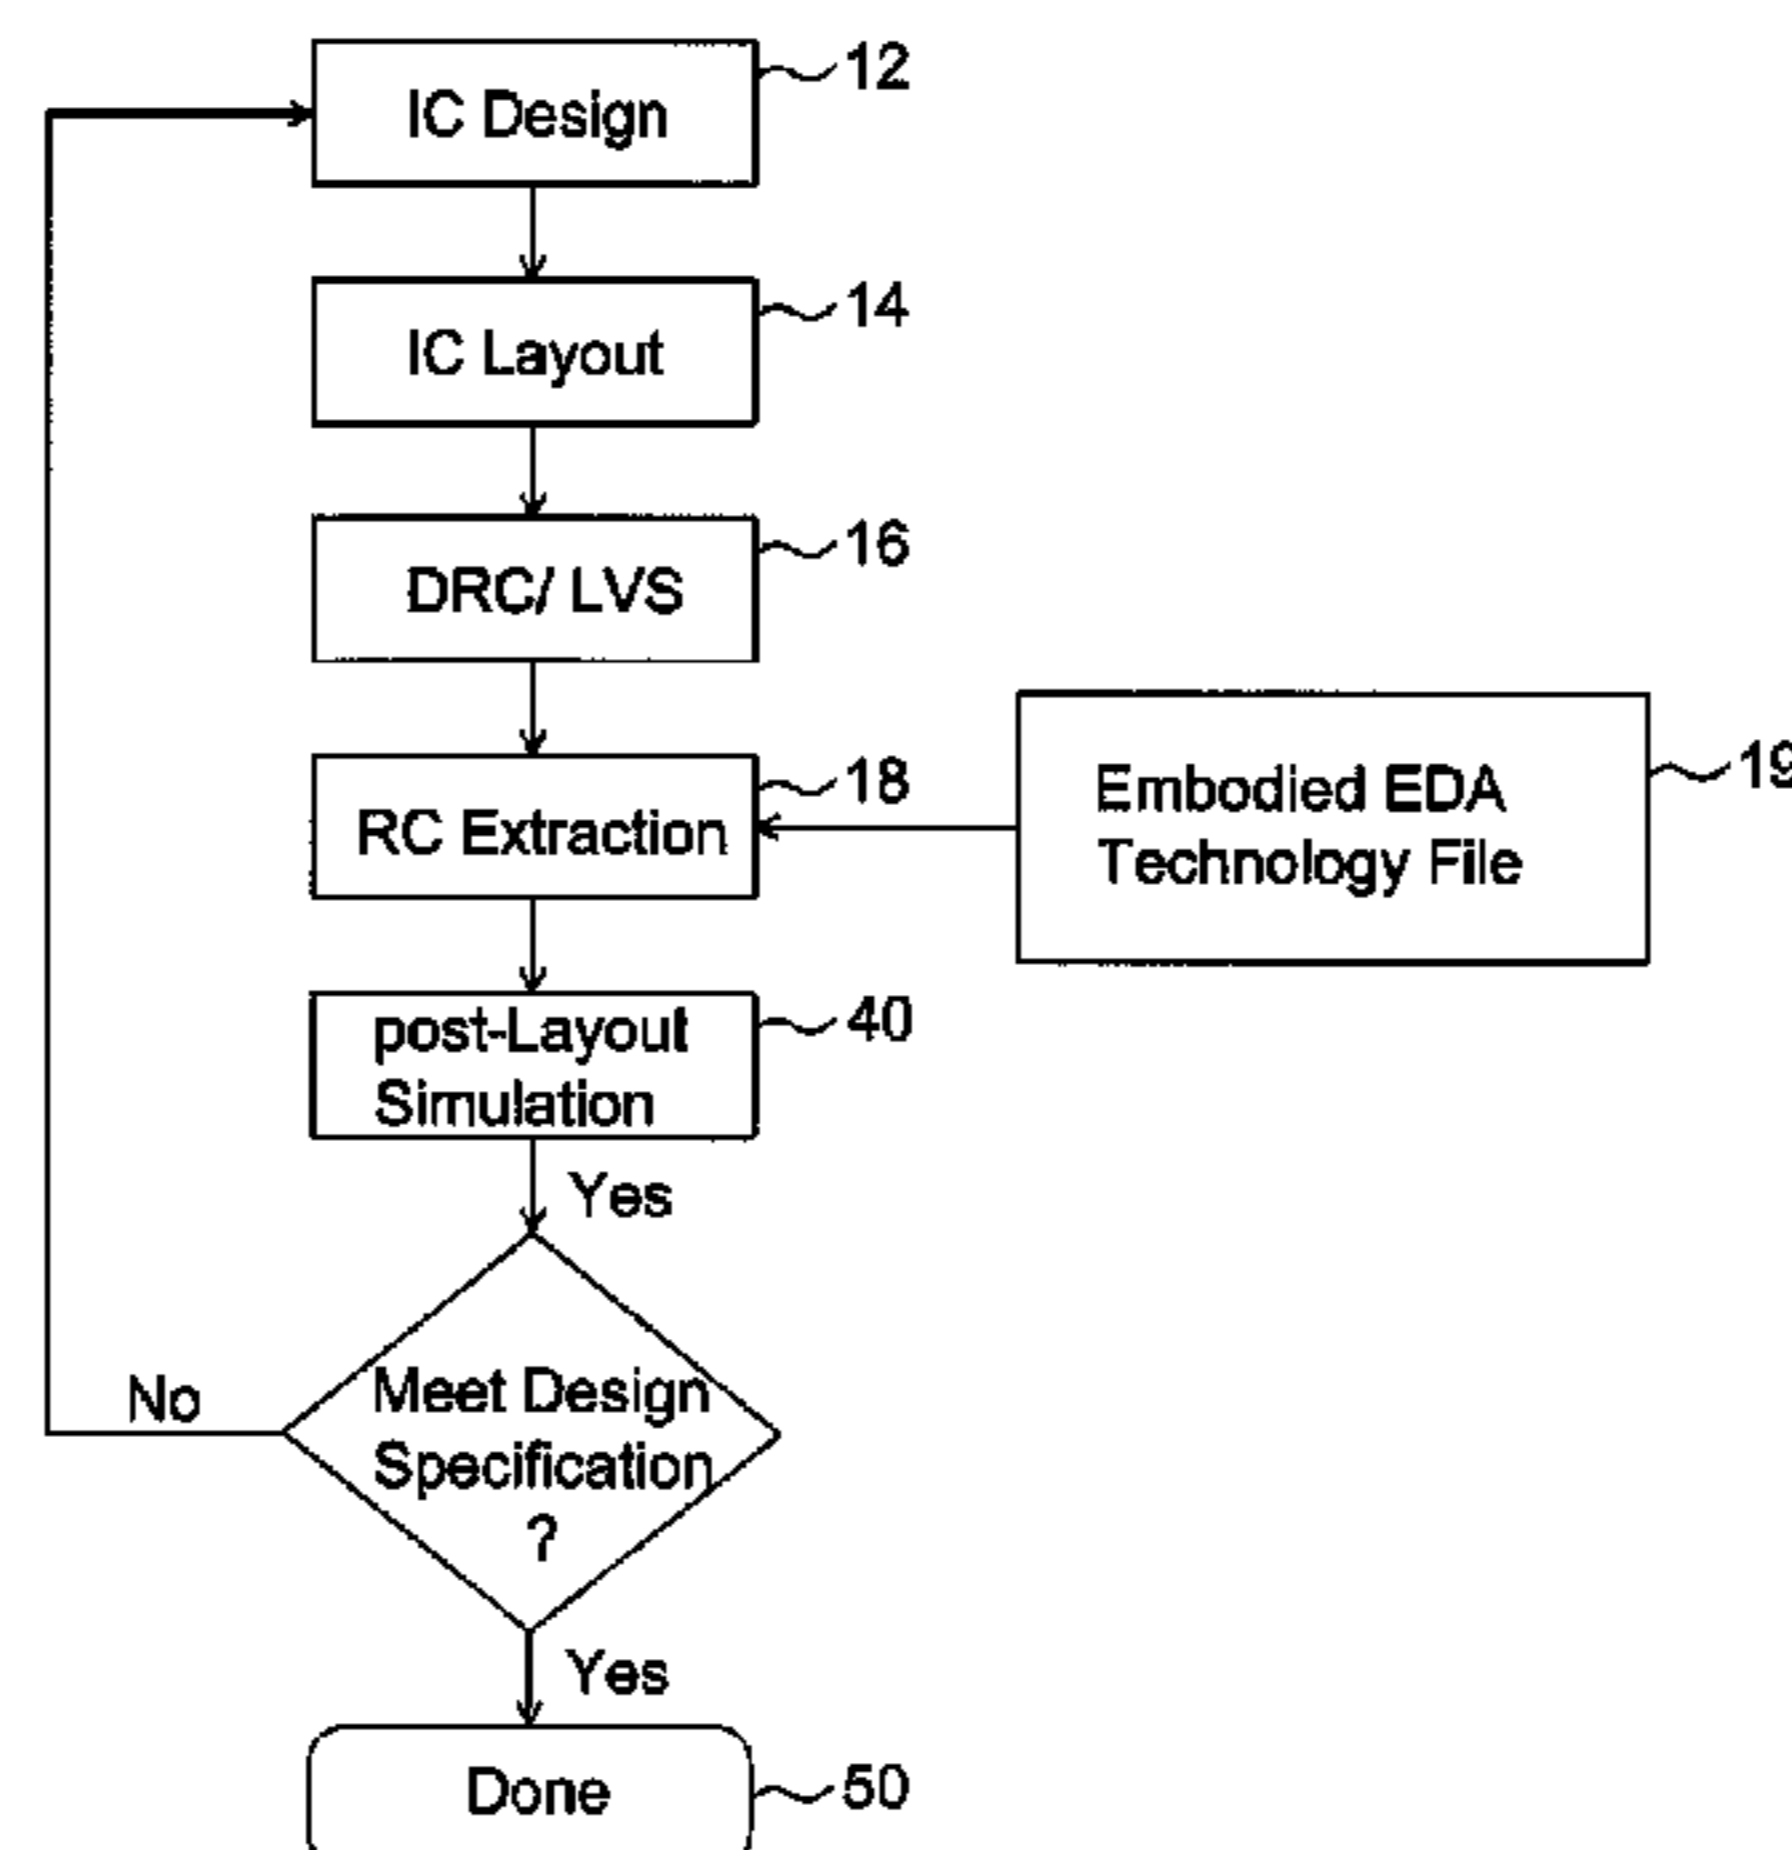 12
IC Design
14
IC Layout
16
DRC/ LVS
18
RC Extraction
Embodied EDA
Technology File
19
40
post-Layout
Simulation
Yes
No
Meet Design
Specification
?
Yes
Done
50